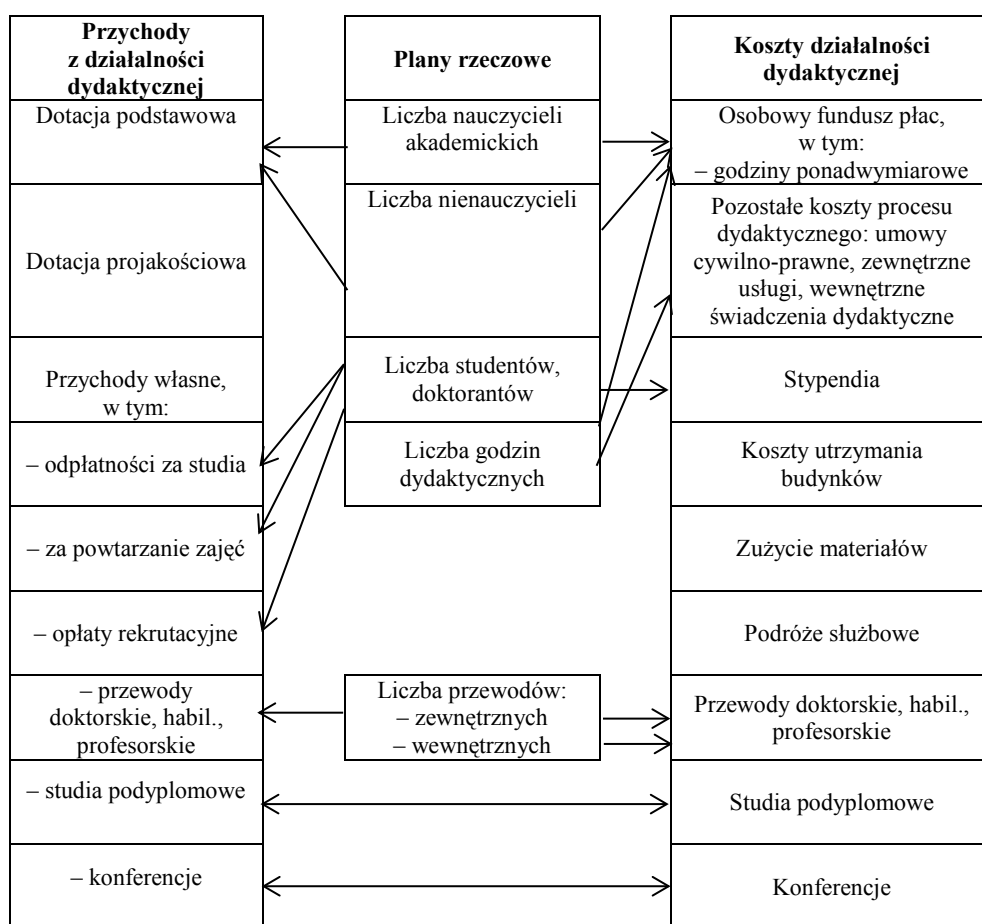 Przychody
z działalności
dydaktycznej
Plany rzeczowe
Koszty działalności
dydaktycznej
Dotacja podstawowa
Liczba nauczycieli
akademickich
Osobowy fundusz płac,
w tym:
– godziny ponadwymiarowe
Dotacja projakościowa
Liczba nienauczycieli
Pozostałe koszty procesu
dydaktycznego: umowy
cywilno-prawne, zewnętrzne
usługi, wewnętrzne
świadczenia dydaktyczne
Przychody własne,
w tym:
Liczba studentów,
doktorantów
Stypendia
– odpłatności za studia
Liczba godzin
dydaktycznych
Koszty utrzymania
budynków
– za powtarzanie zajęć
Zużycie materiałów
– opłaty rekrutacyjne
Podróże służbowe
– przewody
doktorskie, habil.,
profesorskie
Liczba przewodów:
– zewnętrznych
– wewnętrznych
Przewody doktorskie, habil.,
profesorskie
– studia podyplomowe
Studia podyplomowe
– konferencje
Konferencje